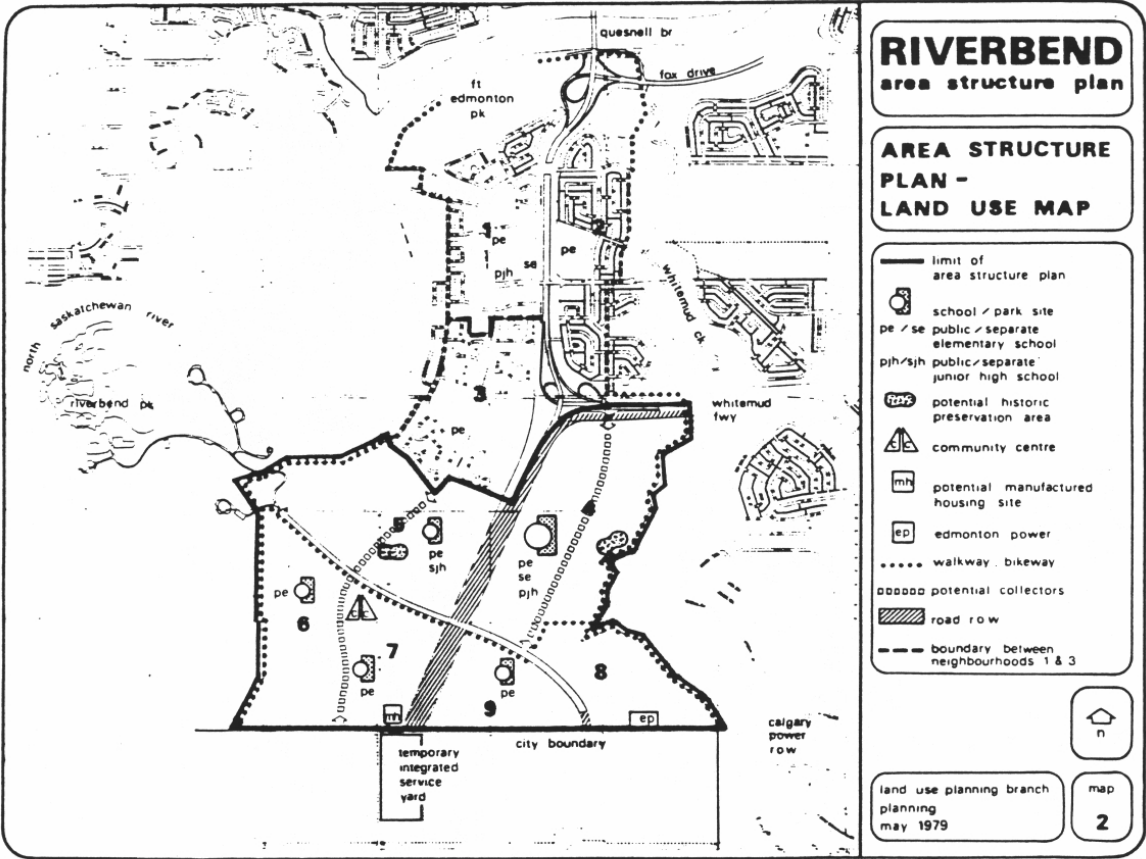 quesnell br
fox drive
ft
edmonton
pk
2
pe
pjh
se
pe
whitemud ck
north saskatchewan river
riverbend pk
3
pe
whitemud
fwy
5
pe
sjh
pe
se
pjh
pe
6
c c
7
pe
pe
8
9
mh
ep
city boundary
temporary
integrated
service
yard
calgary
power
row
RIVERBEND
area structure plan
AREA STRUCTURE
PLAN -
LAND USE MAP
limit of
area structure plan
school / park site
pe / se public / separate
elementary school
pjh/sjh public/separate
junior high school
potential historic
preservation area
c c
community centre
mh
potential manufactured
housing site
ep
edmonton power
walkway . bikeway
potential collectors
road row
boundary between
neighbourhoods 1 & 3
n
land use planning branch
planning
may 1979
map
2